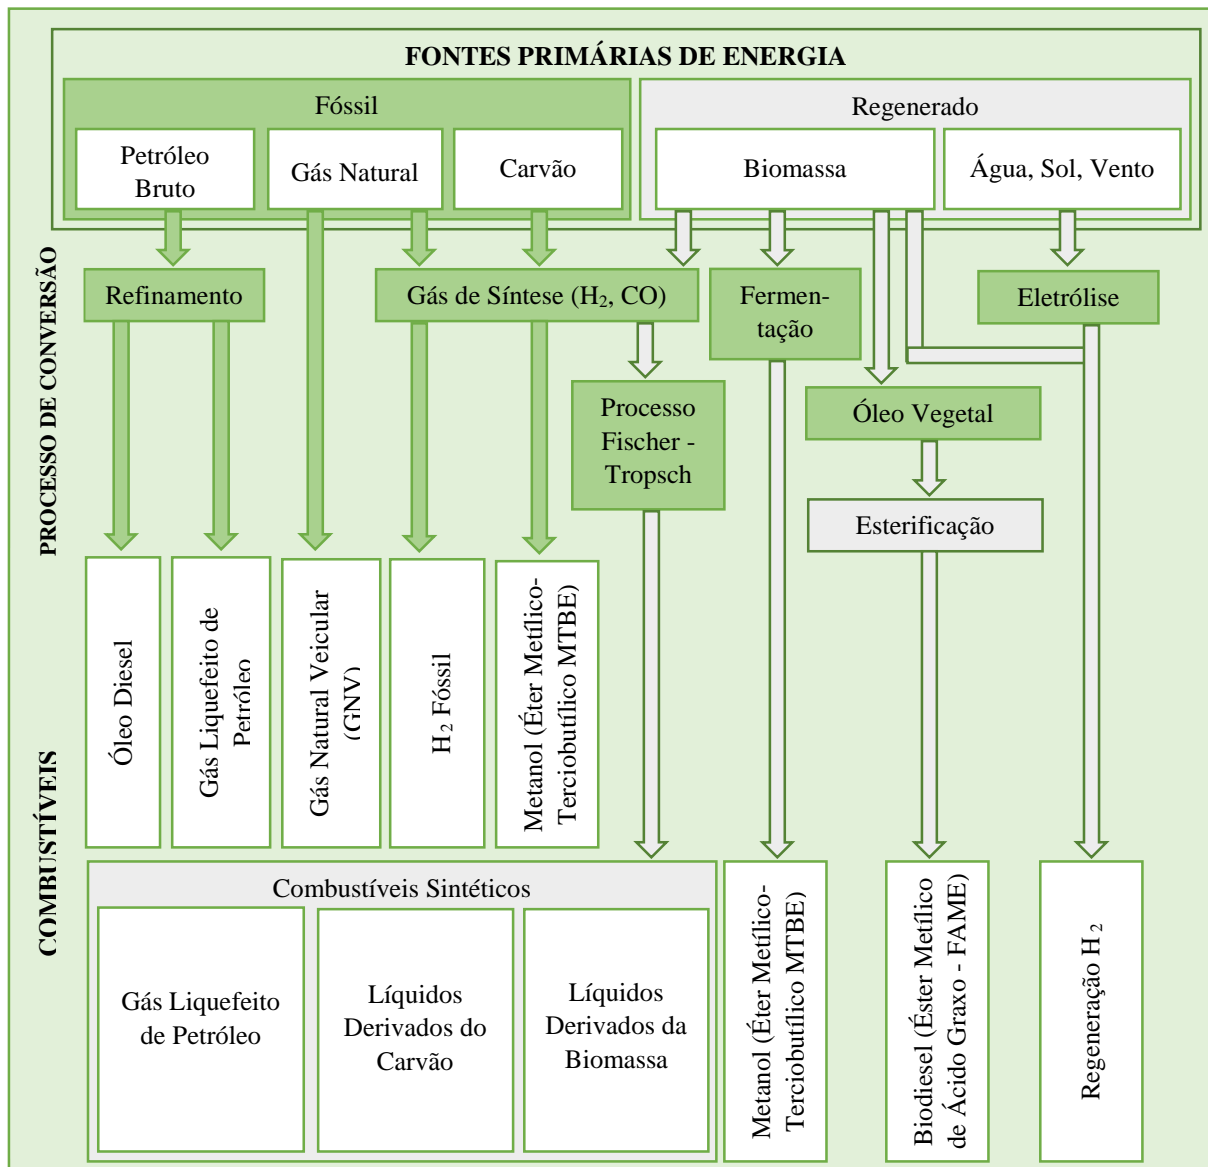 FONTES PRIMÁRIAS DE ENERGIA
Fóssil
Regenerado
Petróleo
Bruto
Gás Natural
Carvão
Biomassa
Água, Sol, Vento
PROCESSO DE CONVERSÃO
Refinamento
Gás de Síntese (H₂, CO)
Fermen-
tação
Eletrólise
Processo
Fischer -
Tropsch
Óleo Vegetal
Esterificação
COMBUSTÍVEIS
Óleo Diesel
Gás Liquefeito de
Petróleo
Gás Natural Veicular
(GNV)
H₂ Fóssil
Metanol (Éter Metílico-
Terciobutílico MTBE)
Combustíveis Sintéticos
Gás Liquefeito
de Petróleo
Líquidos
Derivados do
Carvão
Líquidos
Derivados da
Biomassa
Metanol (Éter Metílico-
Terciobutílico MTBE)
Biodiesel (Éster Metílico
de Ácido Graxo - FAME)
Regeneração H₂